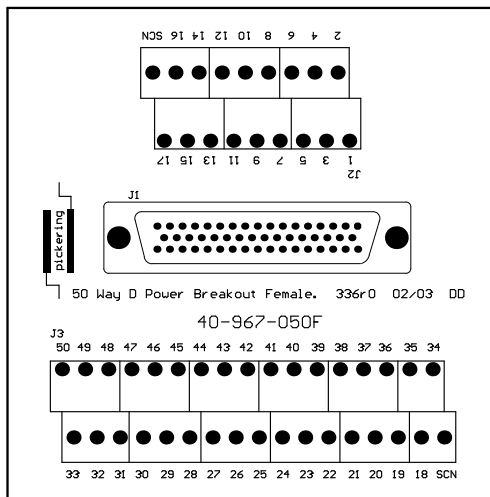 SCN 16 14 12 10 8 6 4 2
17 15 13 11 9 7 5 3 1
J2
J1
pickering
50 Way D Power Breakout Female. 336r0 02/03 DD
40-967-050F
J3
50 49 48 47 46 45 44 43 42 41 40 39 38 37 36 35 34
33 32 31 30 29 28 27 26 25 24 23 22 21 20 19 18 SCN